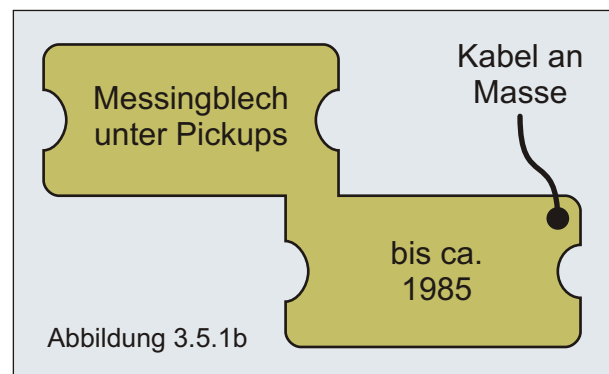 Messingblech
unter Pickups
Kabel an
Masse
bis ca.
1985
Abbildung 3.5.1b